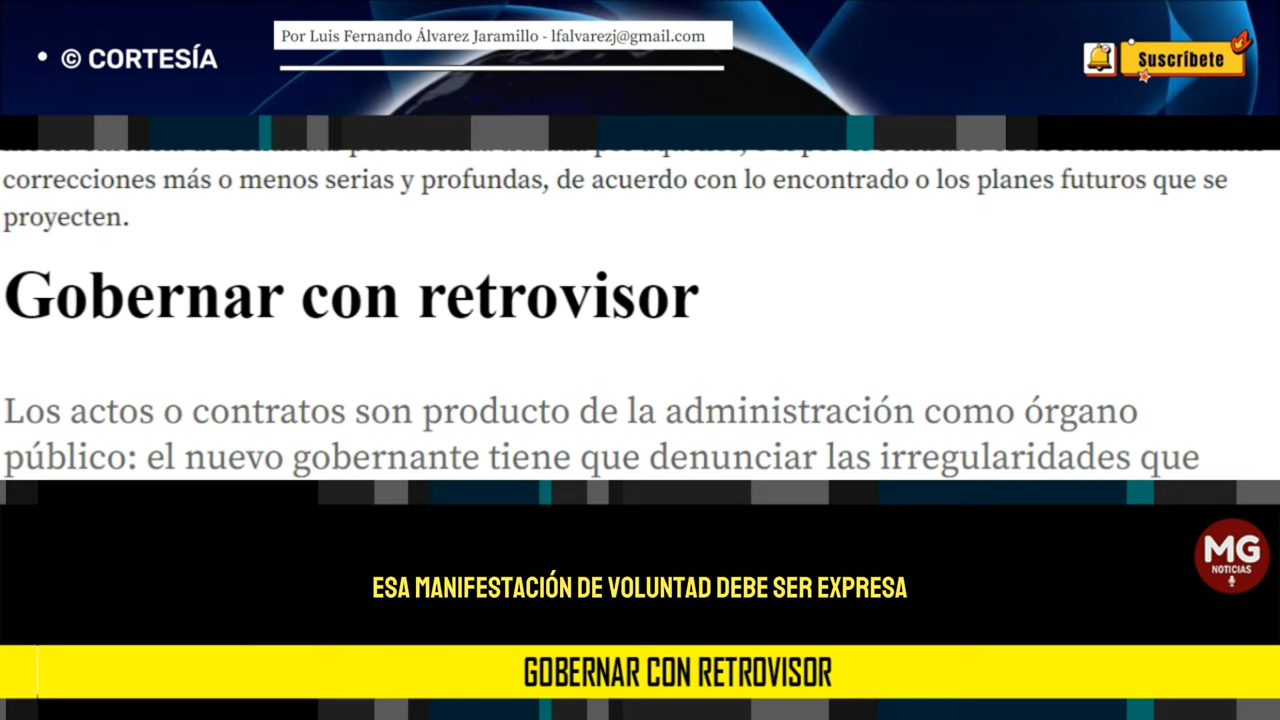 Por Luis Fernando Álvarez Jaramillo - lfalvarezj@gmail.com
• © CORTESÍA
Suscríbete
correcciones más o menos serias y profundas, de acuerdo con lo encontrado o los planes futuros que se
proyecten.
Gobernar con retrovisor
Los actos o contratos son producto de la administración como órgano
público: el nuevo gobernante tiene que denunciar las irregularidades que
MG
NOTICIAS
ESA MANIFESTACIÓN DE VOLUNTAD DEBE SER EXPRESA
GOBERNAR CON RETROVISOR